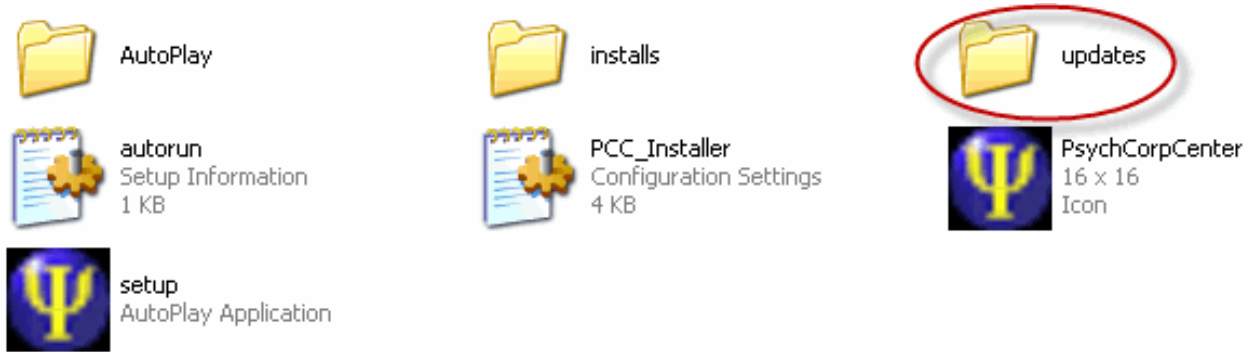 AutoPlay
installs
updates
autorun
Setup Information
1 KB
PCC_Installer
Configuration Settings
4 KB
PsychCorpCenter
16 x 16
Icon
setup
AutoPlay Application